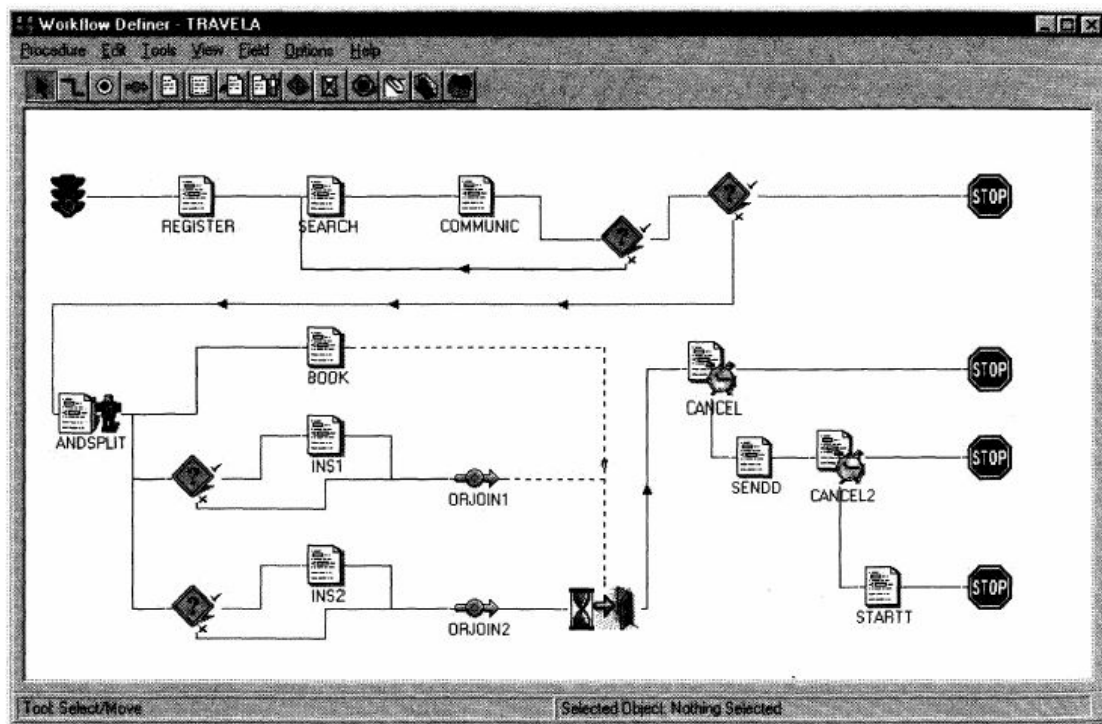 Workflow Definer - TRAVELA
Procedure Edit Tools View Field Options Help
REGISTER
SEARCH
COMMUNIC
?
?
STOP
BOOK
CANCEL
STOP
ANDSPLIT
?
INS1
ORJOIN1
SENDD
CANCEL2
STOP
?
INS2
ORJOIN2
STARTT
STOP
Tool: Select/Move
Selected Object: Nothing Selected